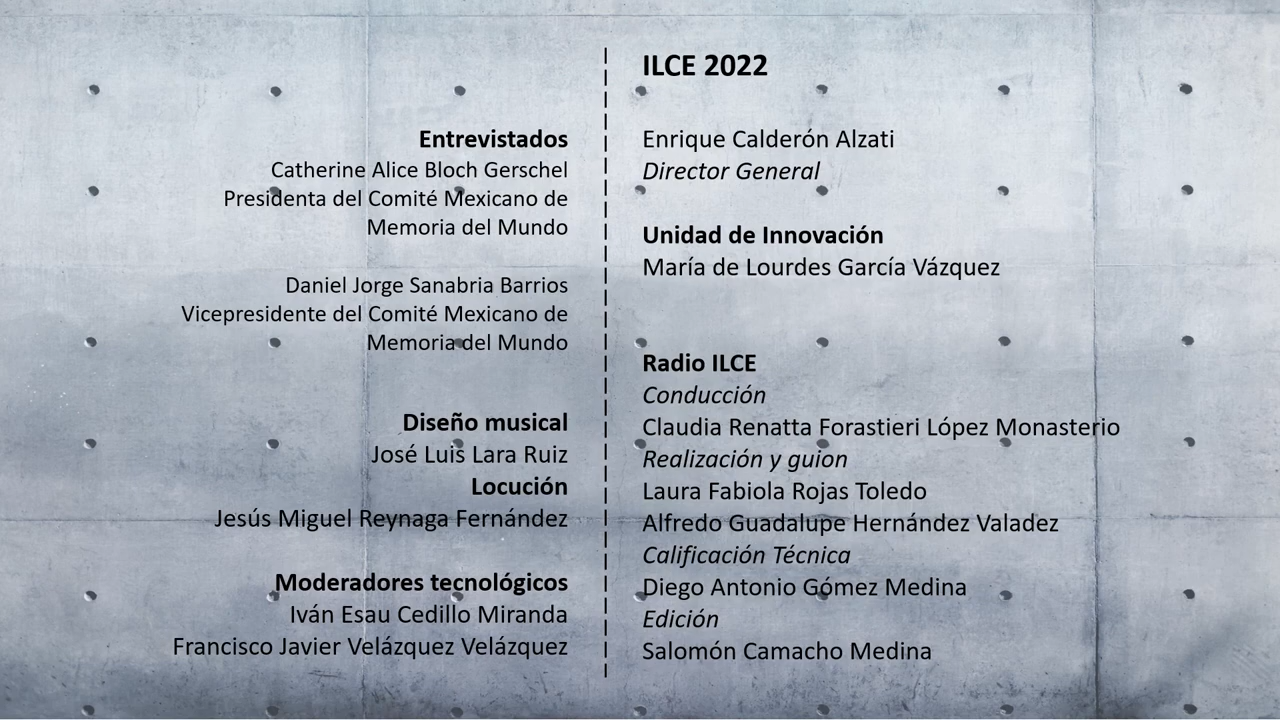 Entrevistados
Catherine Alice Bloch Gerschel
Presidenta del Comité Mexicano de
Memoria del Mundo
Daniel Jorge Sanabria Barrios
Vicepresidente del Comité Mexicano de
Memoria del Mundo
Diseño musical
José Luis Lara Ruiz
Locución
Jesús Miguel Reynaga Fernández
Moderadores tecnológicos
Iván Esau Cedillo Miranda
Francisco Javier Velázquez Velázquez
ILCE 2022
Enrique Calderón Alzati
Director General
Unidad de Innovación
María de Lourdes García Vázquez
Radio ILCE
Conducción
Claudia Renatta Forastieri López Monasterio
Realización y guion
Laura Fabiola Rojas Toledo
Alfredo Guadalupe Hernández Valadez
Calificación Técnica
Diego Antonio Gómez Medina
Edición
Salomón Camacho Medina